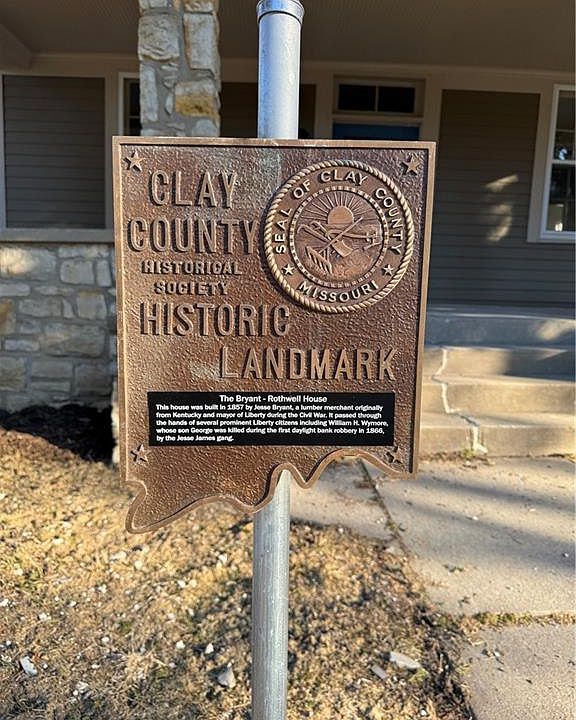 CLAY
COUNTY
HISTORICAL
SOCIETY
HISTORIC
LANDMARK
SEAL OF CLAY COUNTY
MISSOURI
The Bryant - Rothwell House
This house was built in 1857 by Jesse Bryant, a lumber merchant originally
from Kentucky and mayor of Liberty during the Civil War. It passed through
the hands of several prominent Liberty citizens including William H. Wymore,
whose son George was killed during the first daylight bank robbery in 1866,
by the Jesse James gang.